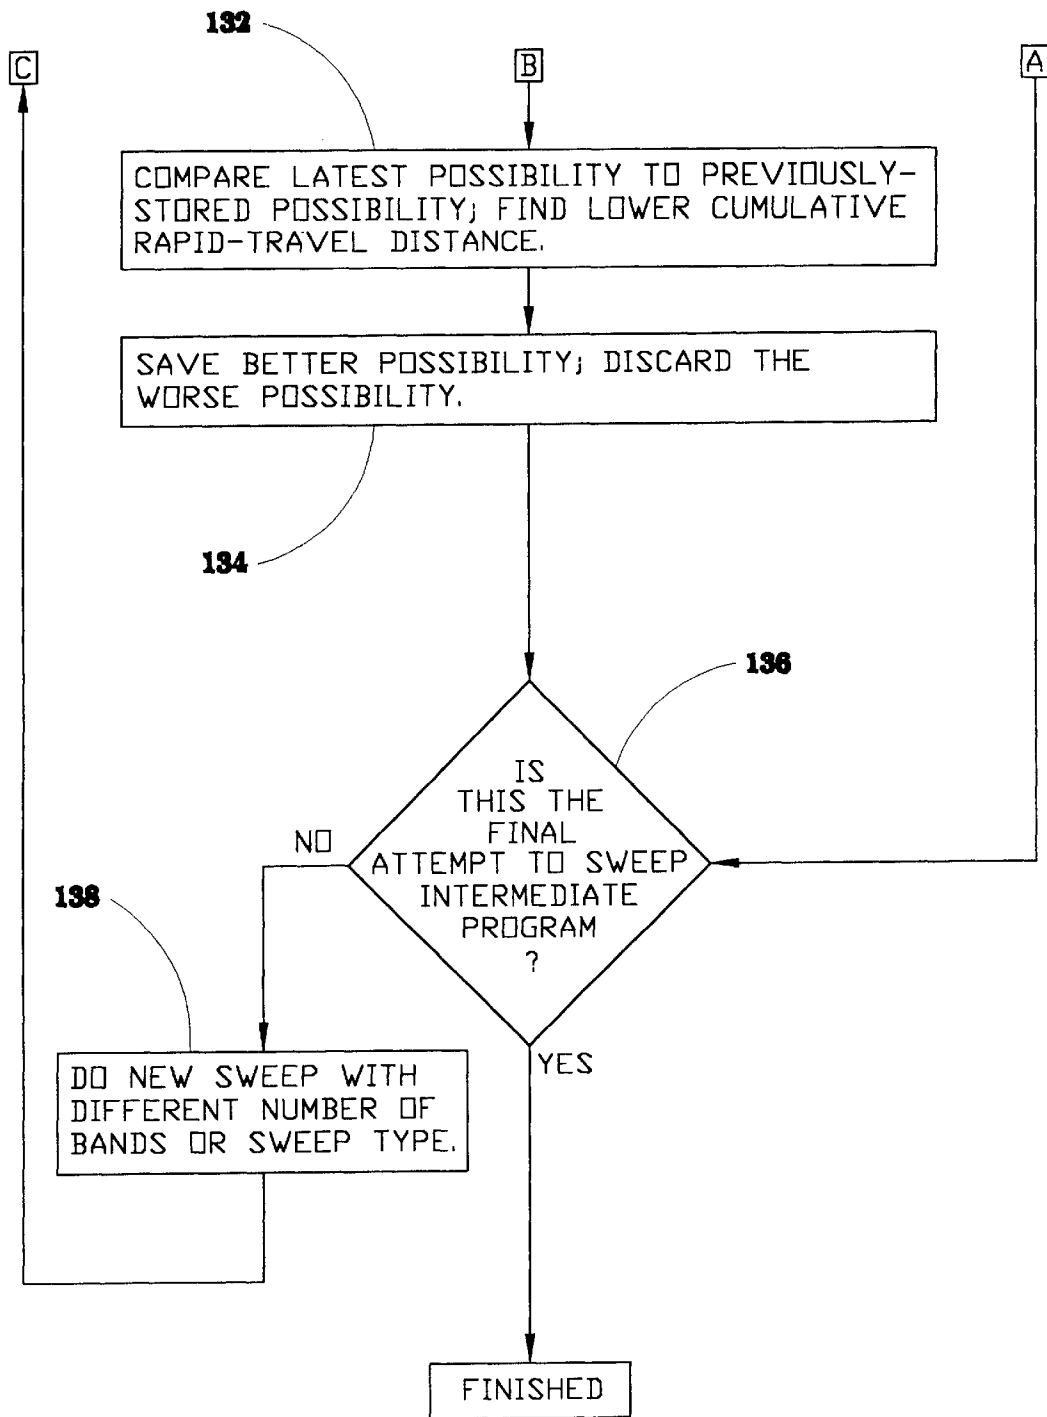 132
C
B
A
COMPARE LATEST POSSIBILITY TO PREVIOUSLY-
STORED POSSIBILITY; FIND LOWER CUMULATIVE
RAPID-TRAVEL DISTANCE.
SAVE BETTER POSSIBILITY; DISCARD THE
WORSE POSSIBILITY.
134
136
IS
THIS THE
FINAL
ATTEMPT TO SWEEP
INTERMEDIATE
PROGRAM
?
NO
138
YES
DO NEW SWEEP WITH
DIFFERENT NUMBER OF
BANDS OR SWEEP TYPE.
FINISHED